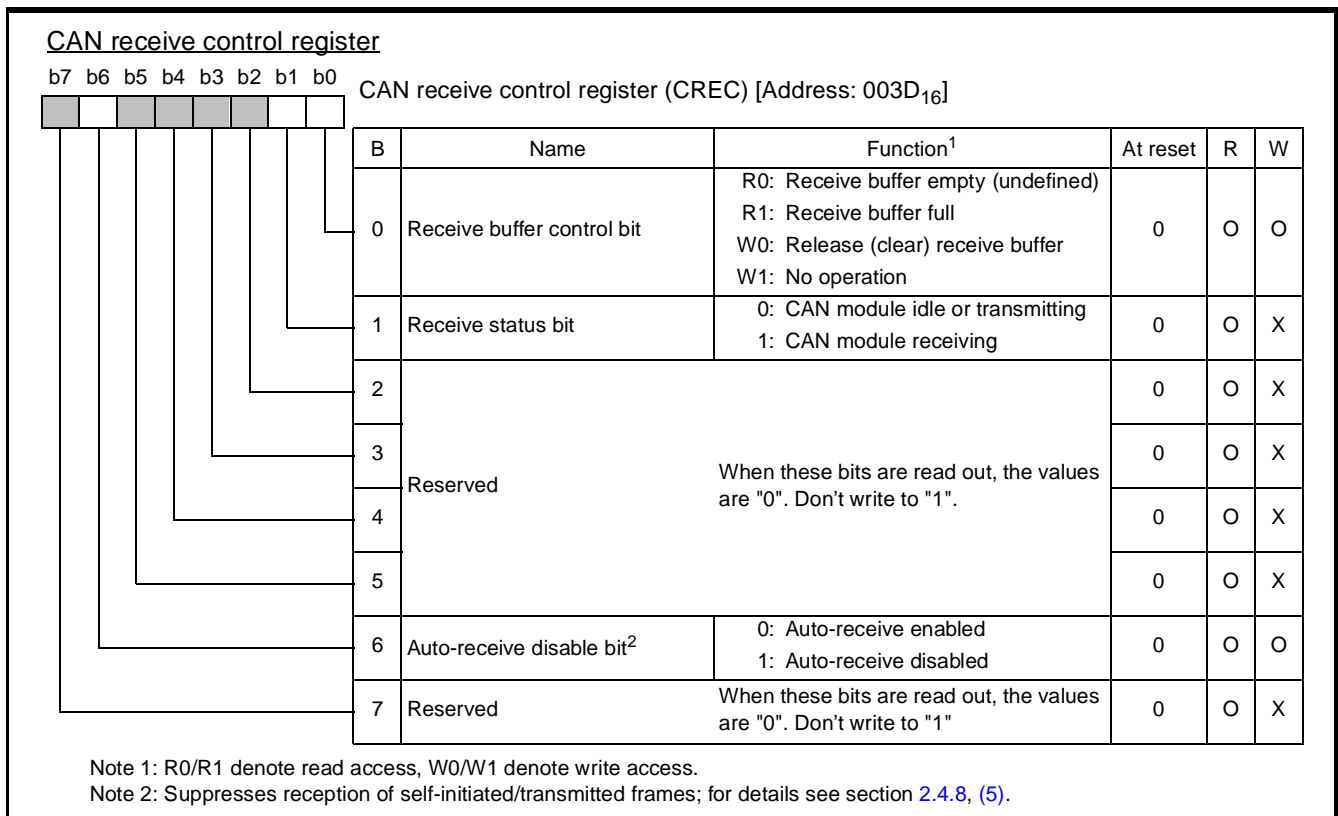 CAN receive control register
b7 b6 b5 b4 b3 b2 b1 b0
CAN receive control register (CREC) [Address: 003D16]
B Name Function1 At reset R W
0 Receive buffer control bit
R0: Receive buffer empty (undefined)
R1: Receive buffer full
W0: Release (clear) receive buffer
W1: No operation
0 O O
1 Receive status bit
0: CAN module idle or transmitting
1: CAN module receiving
0 O X
2 0 O X
3 0 O X
Reserved
When these bits are read out, the values
are "0". Don't write to "1".
4 0 O X
5 0 O X
6 Auto-receive disable bit2
0: Auto-receive enabled
1: Auto-receive disabled
0 O O
7 Reserved
When these bits are read out, the values
are "0". Don't write to "1"
0 O X
Note 1: R0/R1 denote read access, W0/W1 denote write access.
Note 2: Suppresses reception of self-initiated/transmitted frames; for details see section 2.4.8, (5).